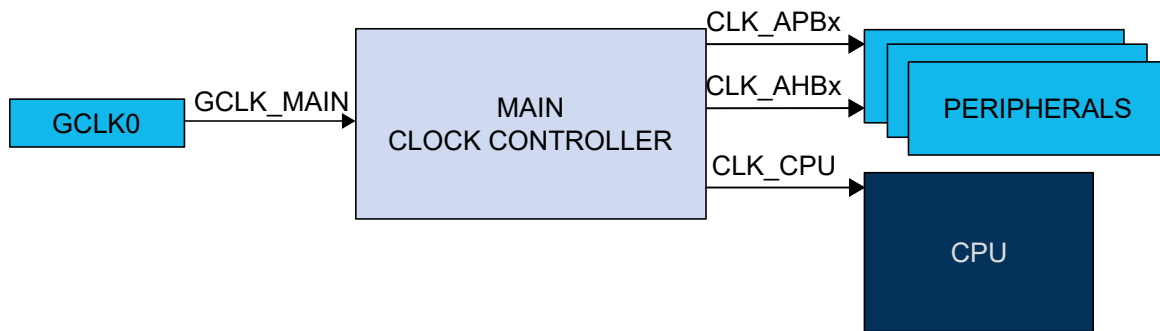 GCLK0
GCLK_MAIN
MAIN
CLOCK CONTROLLER
CLK_APBx
CLK_AHBx
CLK_CPU
PERIPHERALS
CPU